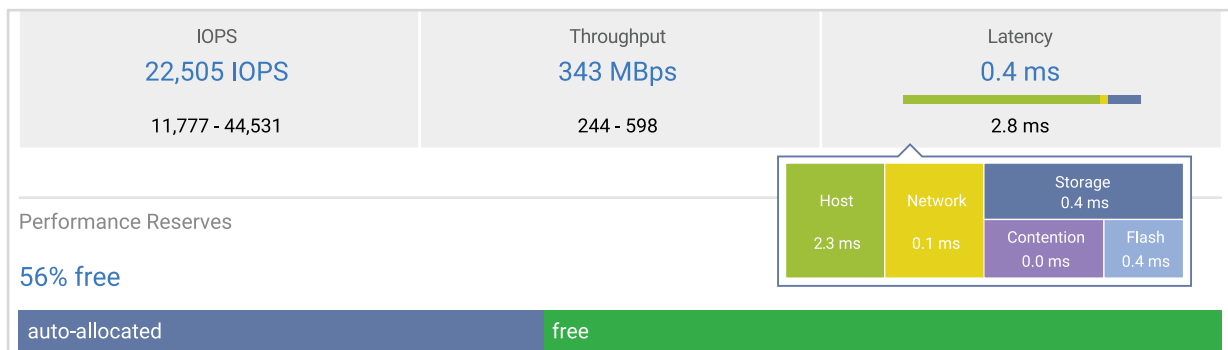 IOPS
22,505 IOPS
11,777 - 44,531
Throughput
343 MBps
244 - 598
Latency
0.4 ms
2.8 ms
Host
2.3 ms
Network
0.1 ms
Storage
0.4 ms
Contention
0.0 ms
Flash
0.4 ms
Performance Reserves
56% free
auto-allocated
free